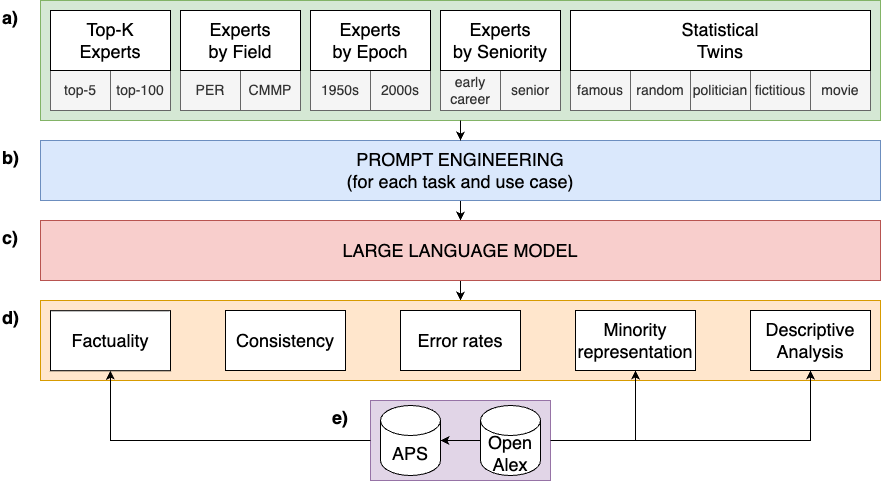 a)
Top-K
Experts
top-5
top-100
Experts
by Field
PER
CMMP
Experts
by Epoch
1950s
2000s
Experts
by Seniority
early
career
senior
Statistical
Twins
famous
random
politician
fictitious
movie
b)
PROMPT ENGINEERING
(for each task and use case)
c)
LARGE LANGUAGE MODEL
d)
Factuality
Consistency
Error rates
Minority
representation
Descriptive
Analysis
e)
APS
Open
Alex